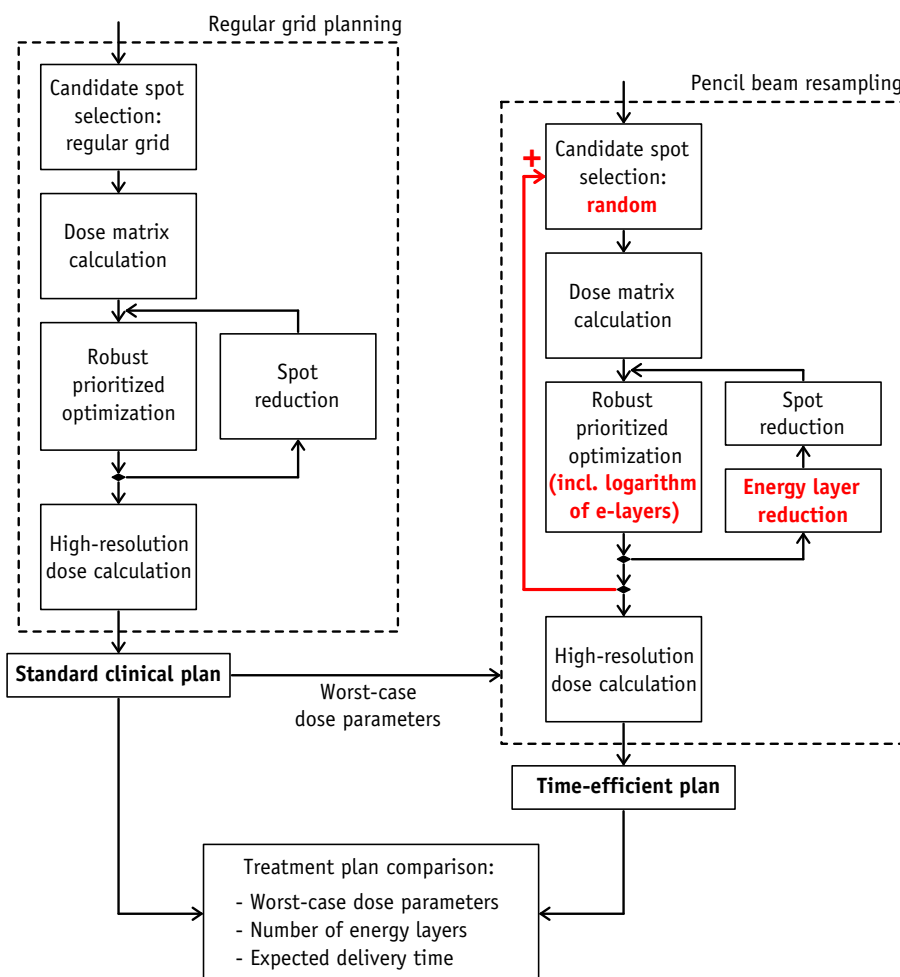 Regular grid planning
Candidate spot
selection:
regular grid
Dose matrix
calculation
Robust
prioritized
optimization
Spot
reduction
High-resolution
dose calculation
Standard clinical plan
Worst-case
dose parameters
Pencil beam resampling
+
Candidate spot
selection:
random
Dose matrix
calculation
Robust
prioritized
optimization
(incl. logarithm
of e-layers)
Spot
reduction
Energy layer
reduction
High-resolution
dose calculation
Time-efficient plan
Treatment plan comparison:
- Worst-case dose parameters
- Number of energy layers
- Expected delivery time